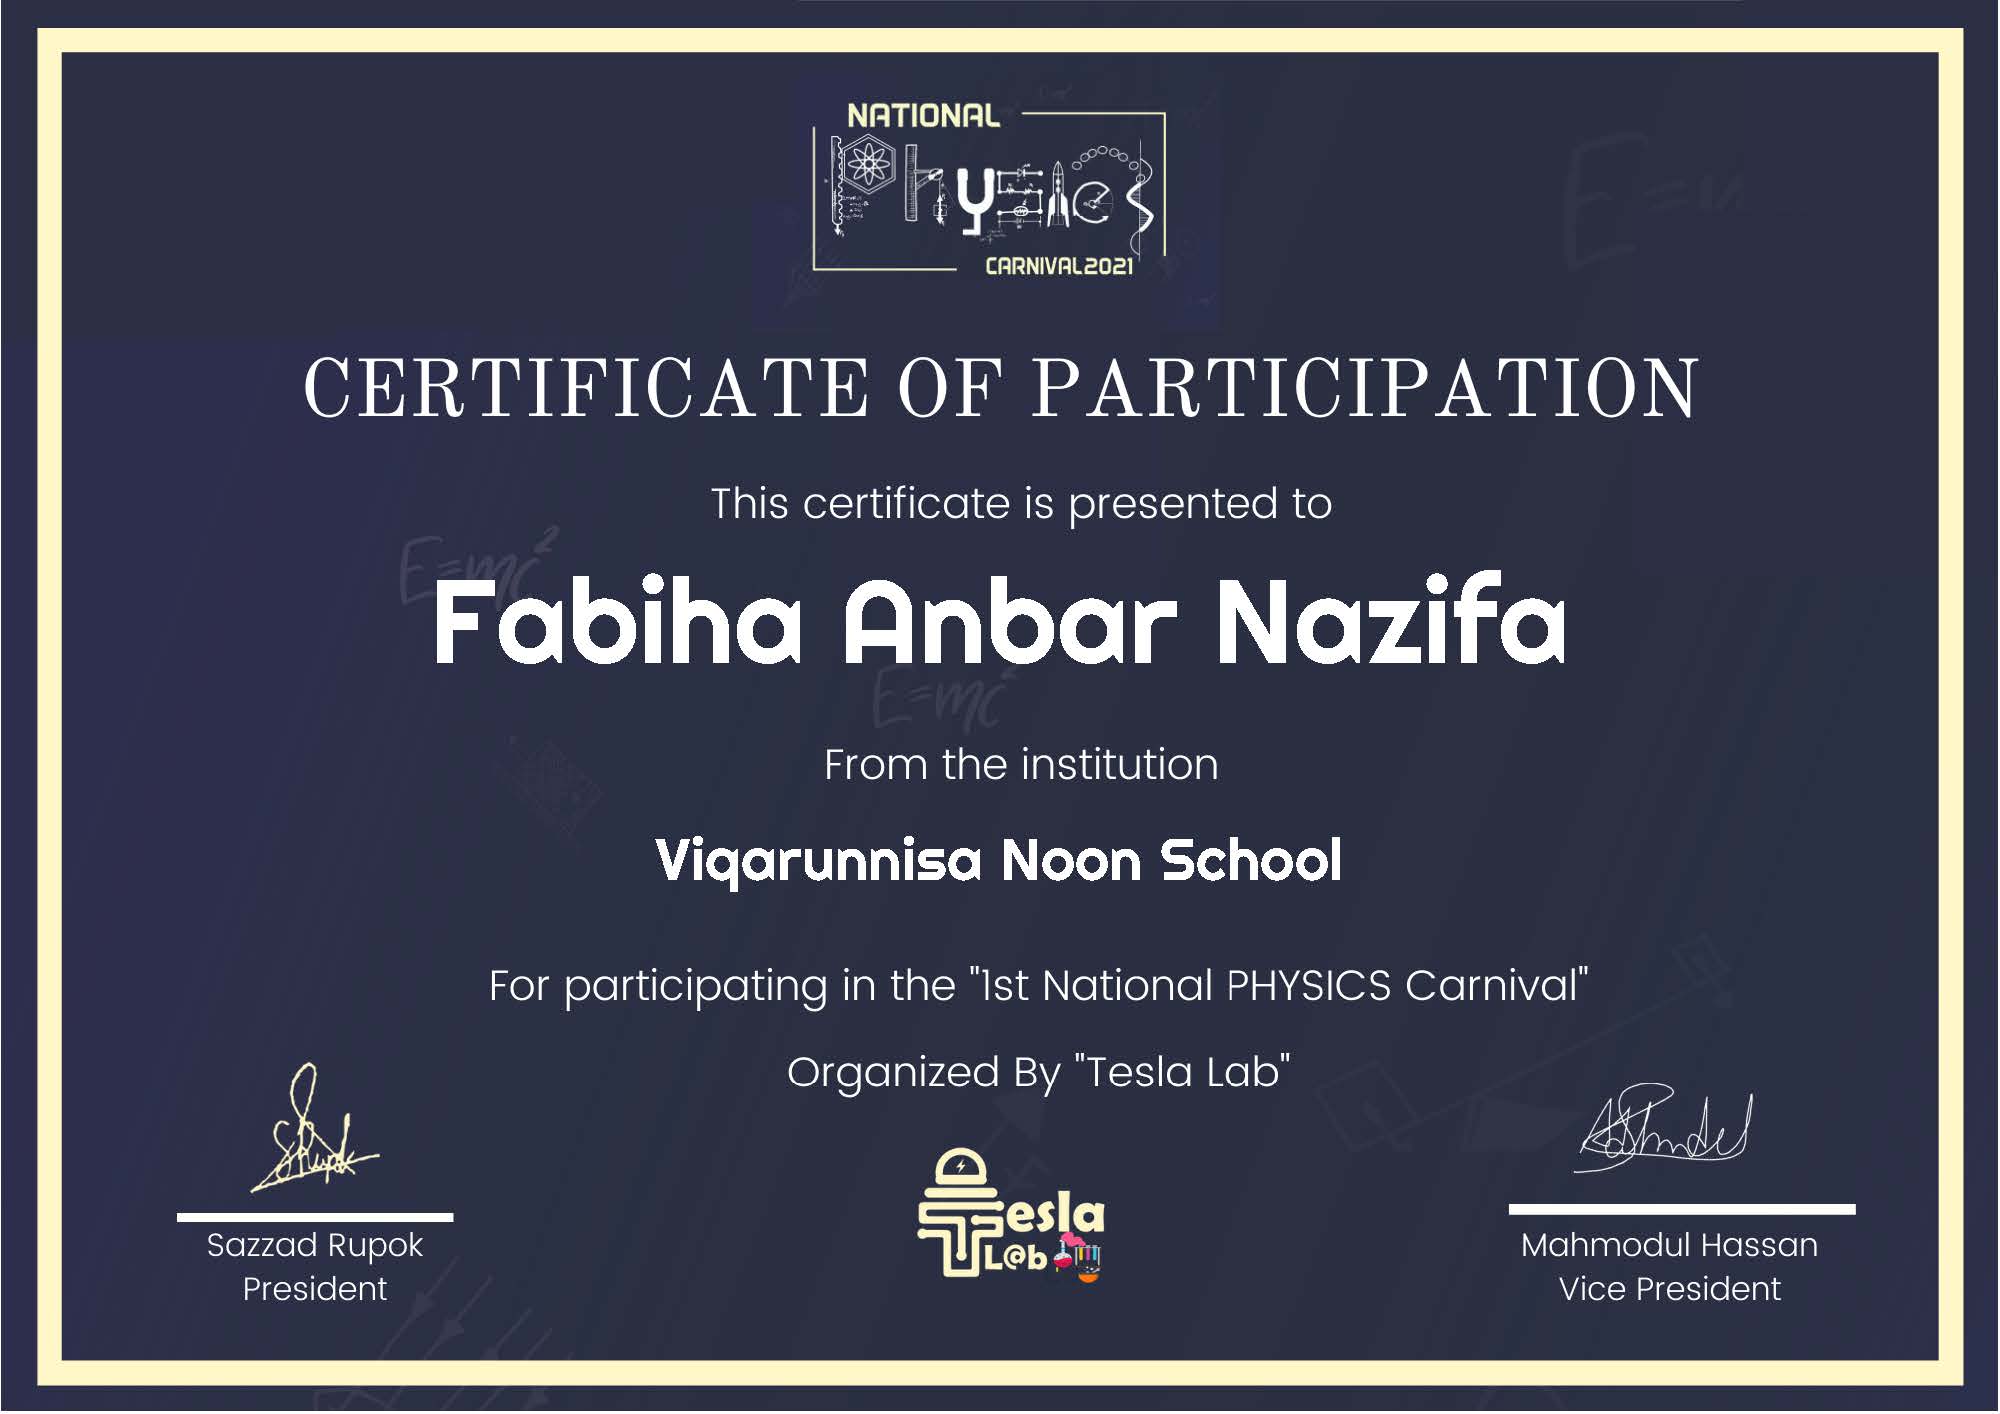 NATIONAL
Physics
CARNIVAL2021
CERTIFICATE OF PARTICIPATION
This certificate is presented to
E=mc²
Fabiha Anbar Nazifa
E=mc²
From the institution
Viqarunnisa Noon School
For participating in the "1st National PHYSICS Carnival"
Organized By "Tesla Lab"
Tesla
L@b
Sazzad Rupok
President
Mahmodul Hassan
Vice President